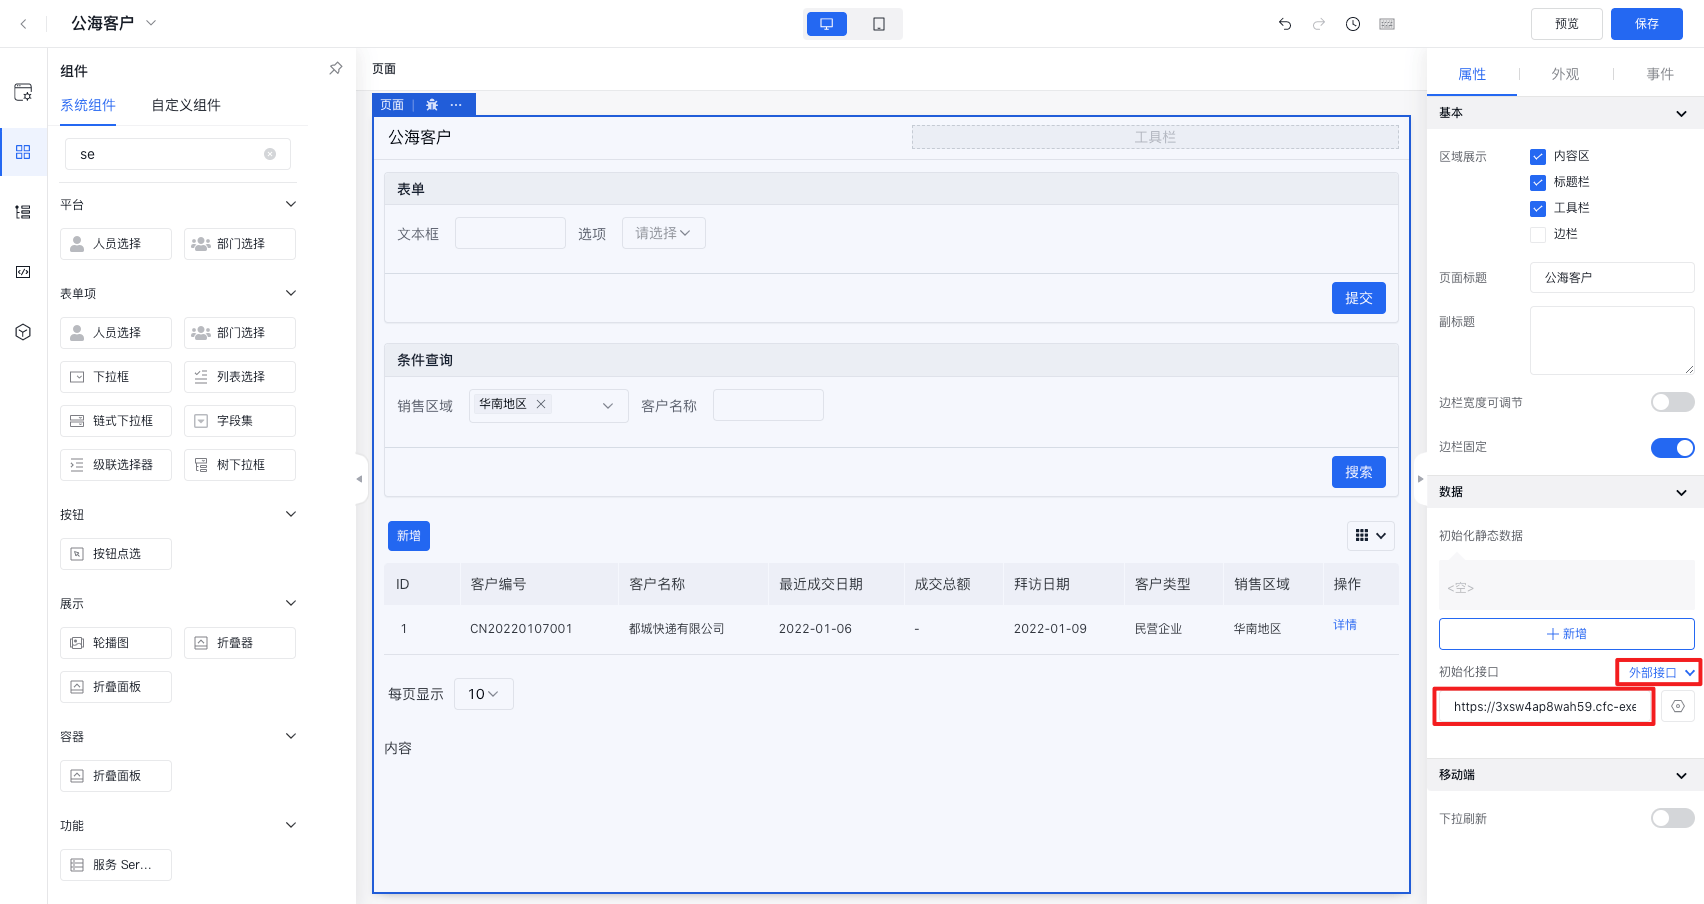 公海客户
预览
保存
组件
系统组件
自定义组件
se
平台
人员选择
部门选择
表单项
人员选择
部门选择
下拉框
列表选择
链式下拉框
字段集
级联选择器
树下拉框
按钮
按钮点选
展示
轮播图
折叠器
折叠面板
容器
折叠面板
功能
服务 Ser...
页面
页面
公海客户
工具栏
表单
文本框
选项
请选择
提交
条件查询
销售区域
华南地区
客户名称
搜索
新增
ID 客户编号 客户名称 最近成交日期 成交总额 拜访日期 客户类型 销售区域 操作
1 CN20220107001 都城快递有限公司 2022-01-06 - 2022-01-09 民营企业 华南地区 详情
每页显示 10
内容
属性
外观
事件
基本
区域展示
内容区
标题栏
工具栏
边栏
页面标题
公海客户
副标题
边栏宽度可调节
边栏固定
数据
初始化静态数据
<空>
新增
初始化接口
外部接口
https://3xsw4ap8wah59.cfc-exe
移动端
下拉刷新